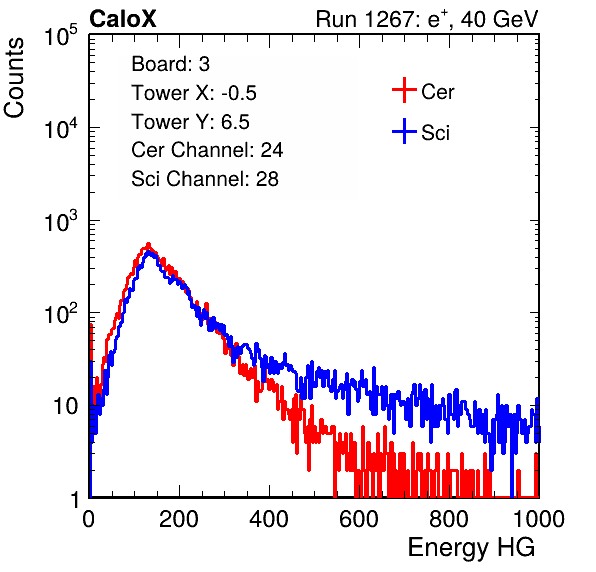 CaloX Run 1267: e⁺, 40 GeV
Counts
10⁵
10⁴
10³
10²
10
1
Board: 3
Tower X: -0.5
Tower Y: 6.5
Cer Channel: 24
Sci Channel: 28
Cer
Sci
0 200 400 600 800 1000
Energy HG